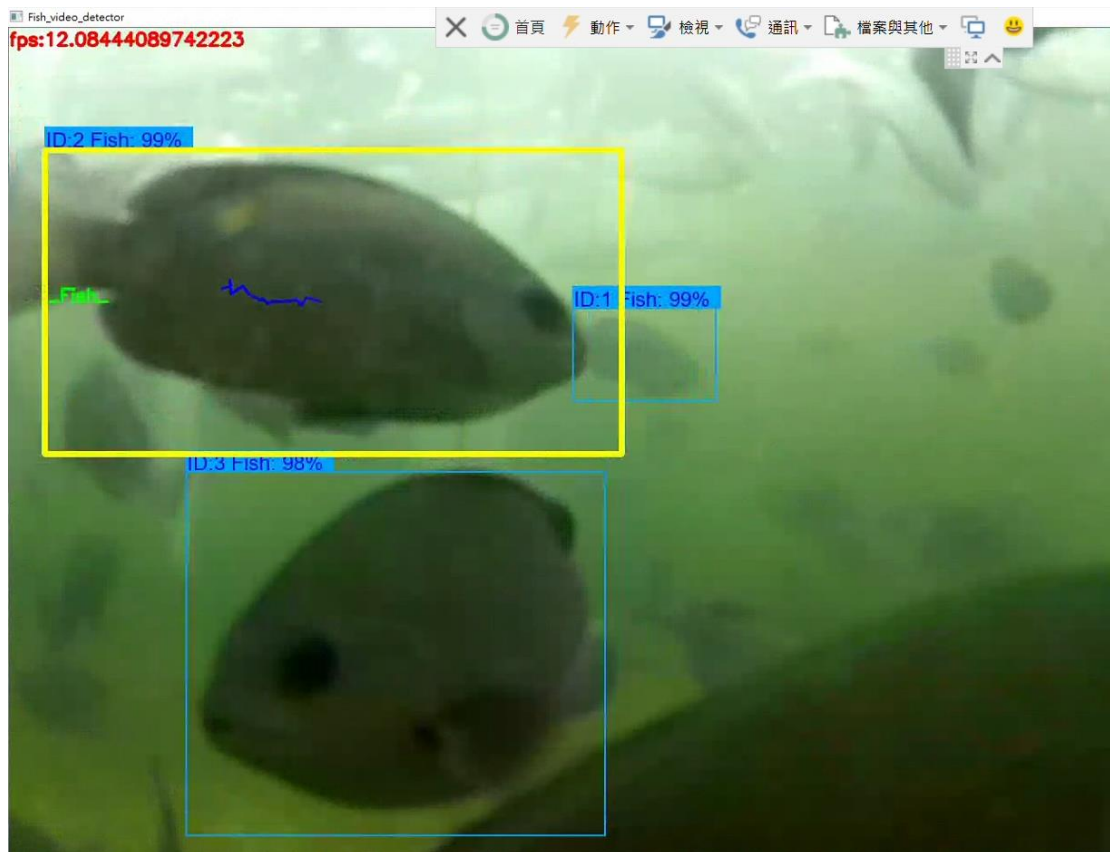 Fish_video_detector
首頁 動作 檢視 通訊 檔案與其他
fps:12.08444089742223
ID:2 Fish: 99%
_Fish_
ID:1 Fish: 99%
ID:3 Fish: 98%